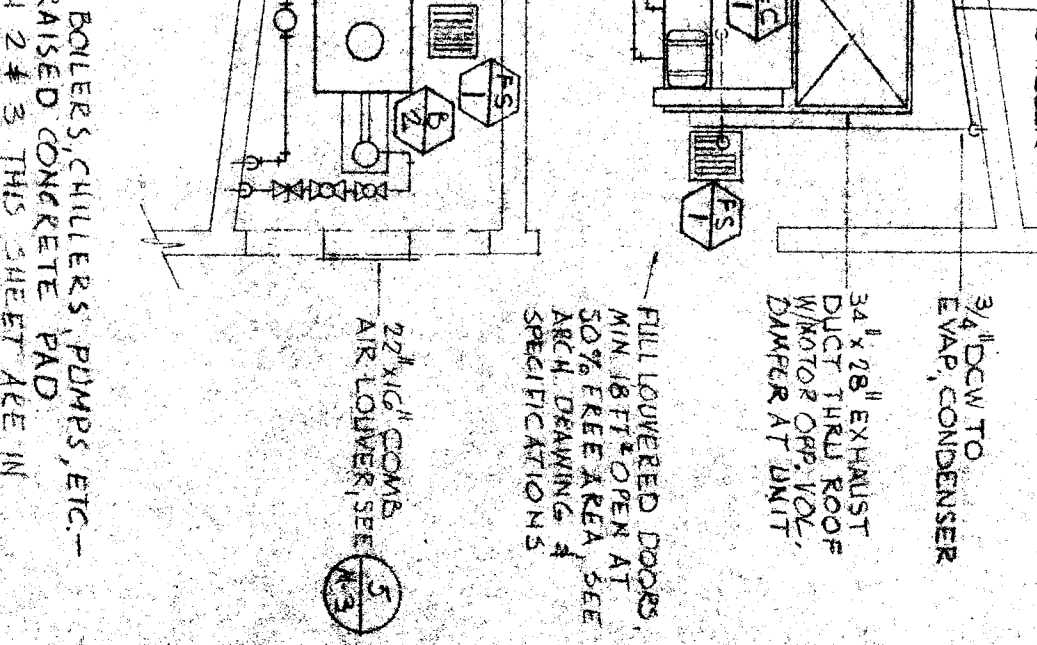 3/4" DCW TO
EVAP, CONDENSER
34" x 28" EXHAUST
DUCT THRU ROOF
W/MOTOR OPP. VOL.
DAMPER AT UNIT
FULL LOUVERED DOORS,
MIN 18 FT² OPEN AT
50% FREE AREA, SEE
ARCH. DRAWING &
SPECIFICATIONS
22" x 16" COMB
AIR LOUVER, SEE
5
M-3
BOILERS, CHILLERS, PUMPS, ETC.—
RAISED CONCRETE PAD
2 & 3 THIS SHEET ARE IN
FS
1
B
2
FS
1
EC
1